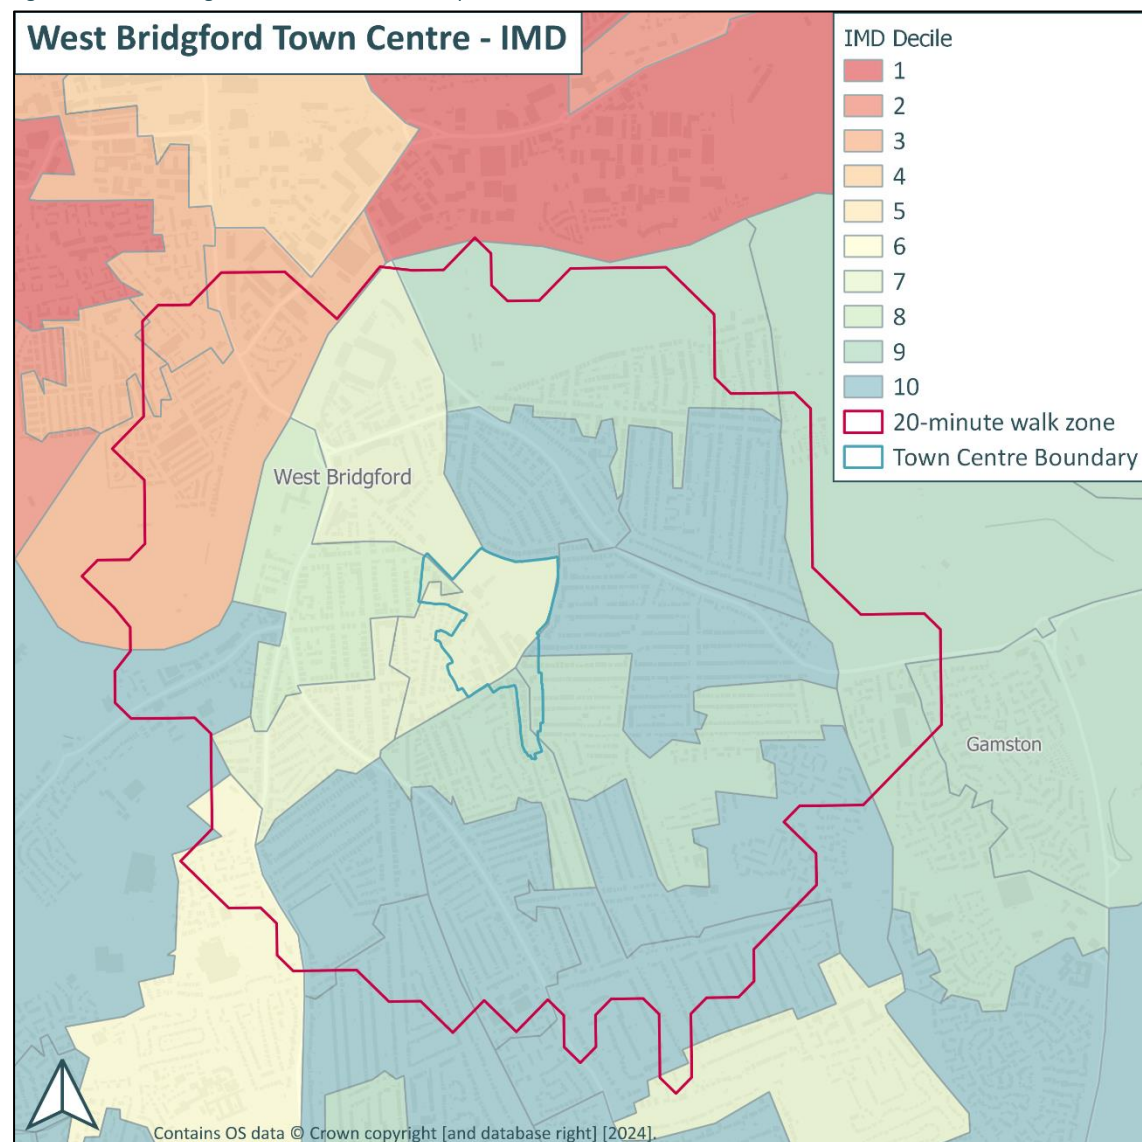 West Bridgford Town Centre - IMD
IMD Decile
1
2
3
4
5
6
7
8
9
10
20-minute walk zone
Town Centre Boundary
West Bridgford
Gamston
Contains OS data © Crown copyright [and database right] [2024].